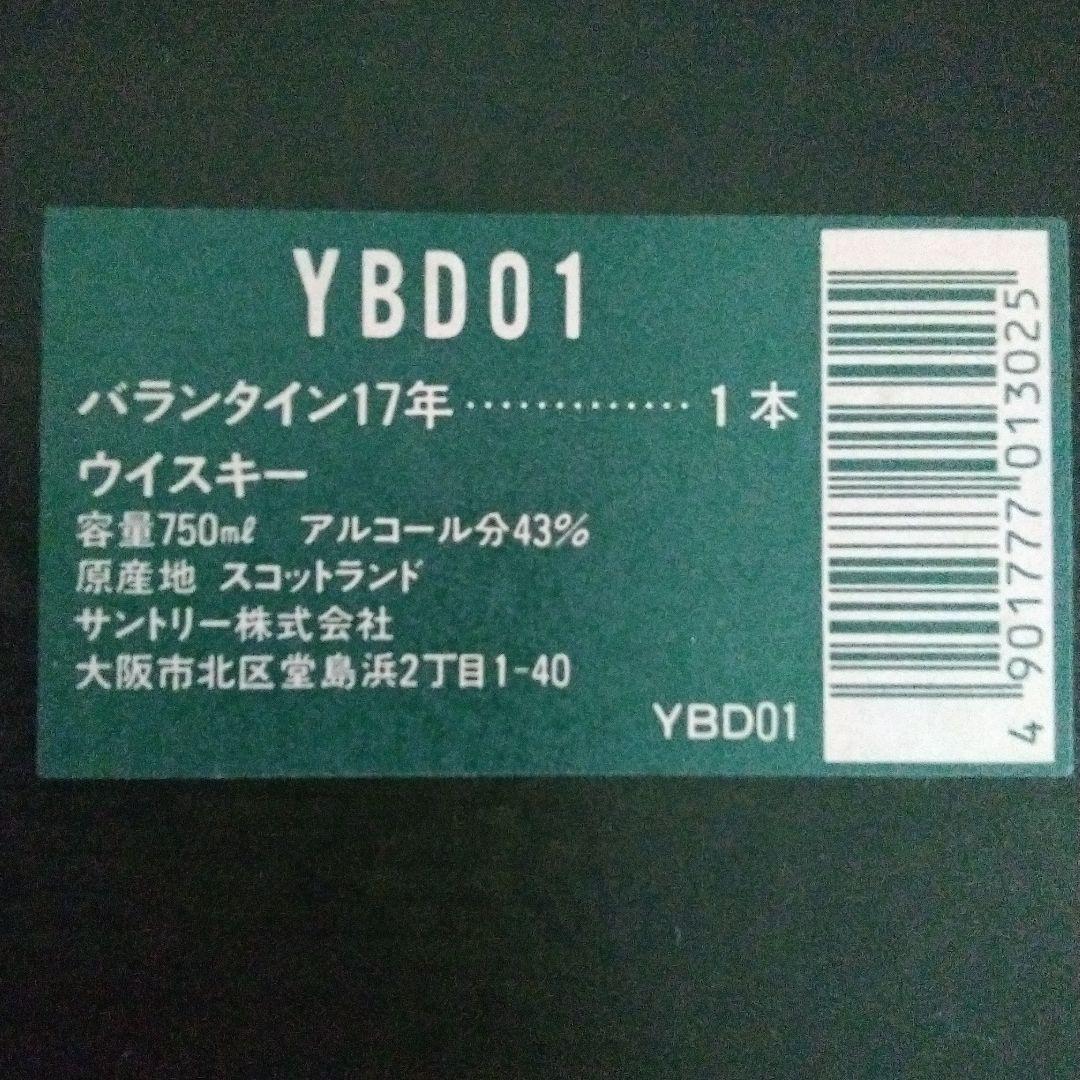 YBD01
バランタイン17年‥‥‥‥‥‥‥1本
ウイスキー
容量750㎖ アルコール分43%
原産地 スコットランド
サントリー株式会社
大阪市北区堂島浜2丁目1-40
YBD01
4901777013025